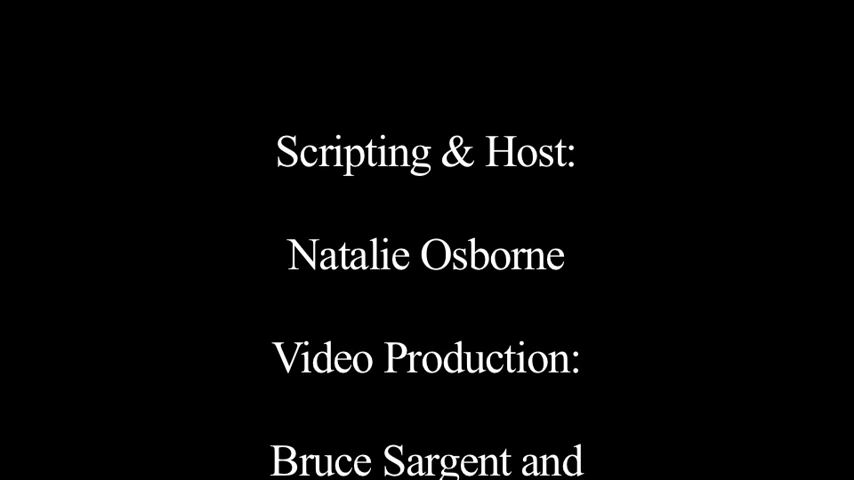 Scripting & Host:
Natalie Osborne
Video Production:
Bruce Sargent and